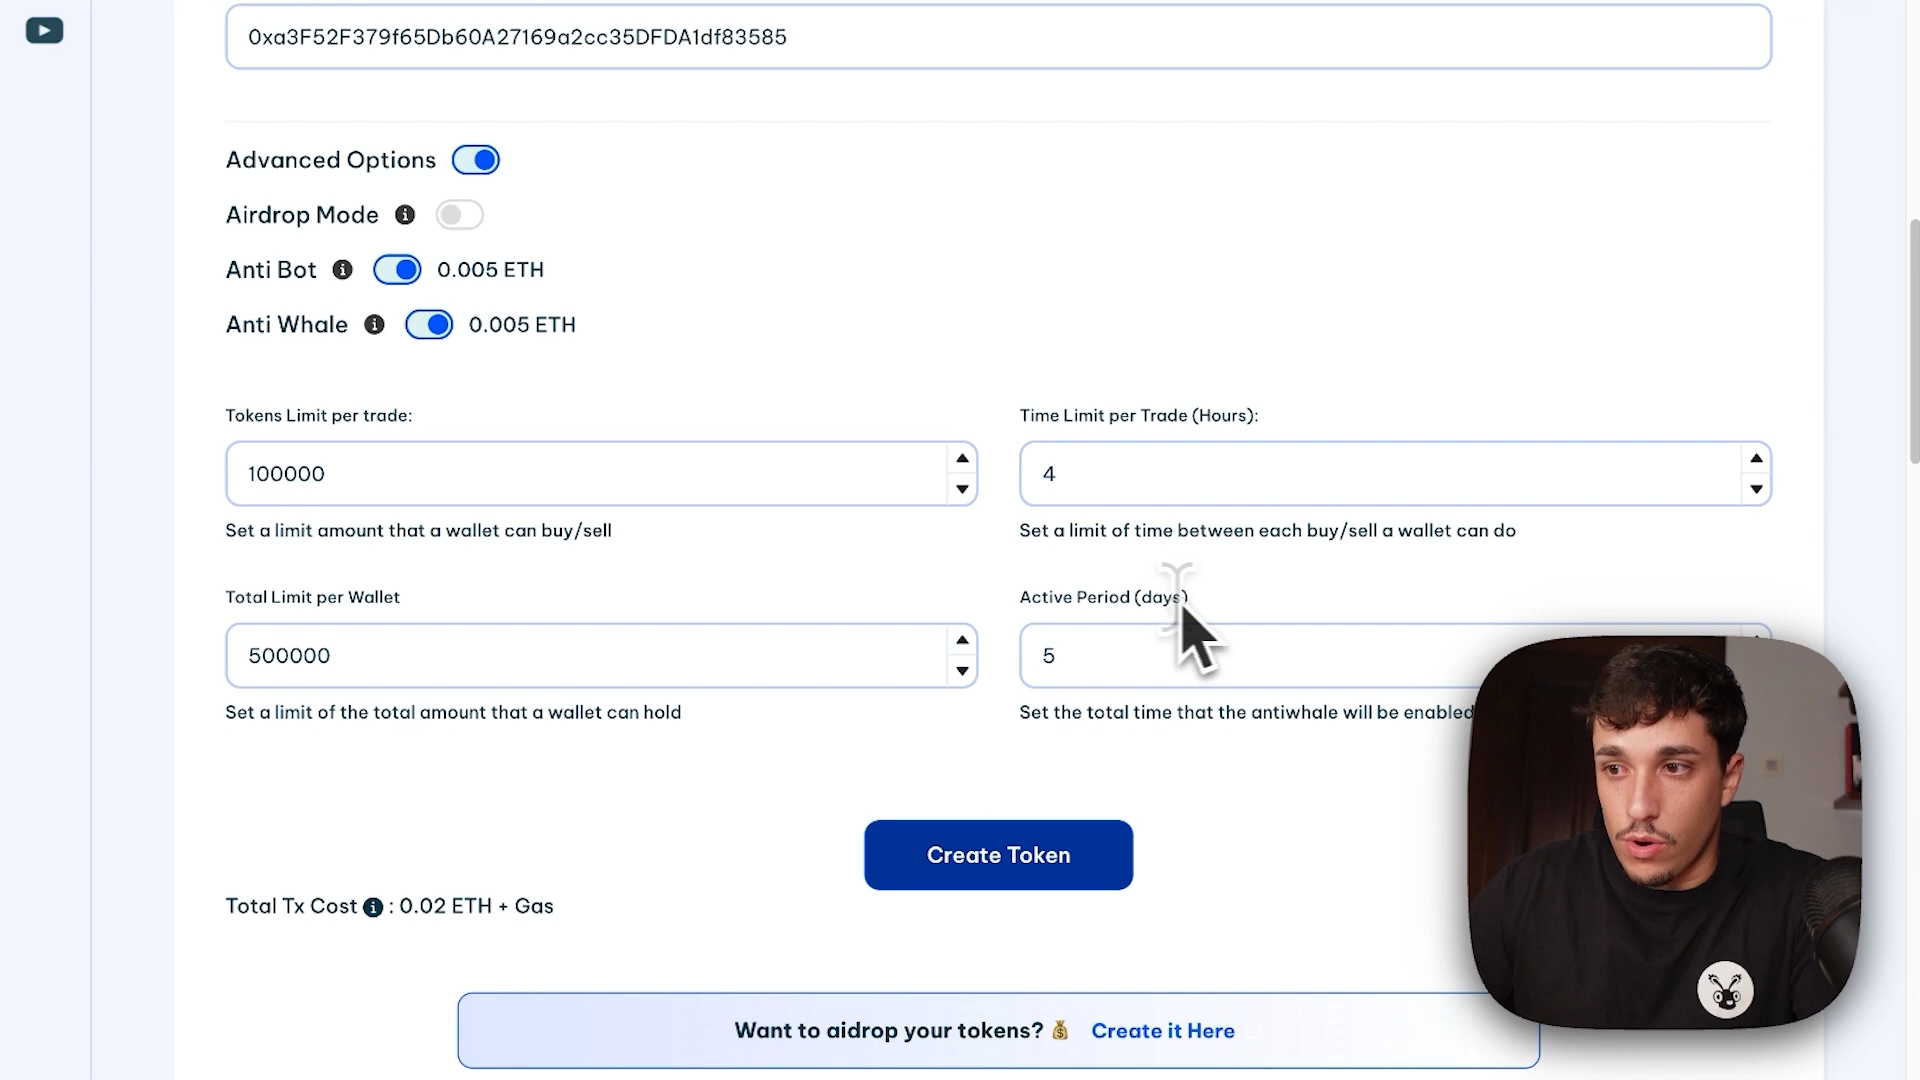 0xa3F52F379f65Db60A27169a2cc35DFDA1df83585
Advanced Options
Airdrop Mode
Anti Bot 0.005 ETH
Anti Whale 0.005 ETH
Tokens Limit per trade:
100000
Set a limit amount that a wallet can buy/sell
Time Limit per Trade (Hours):
4
Set a limit of time between each buy/sell a wallet can do
Total Limit per Wallet
500000
Set a limit of the total amount that a wallet can hold
Active Period (days)
5
Set the total time that the antiwhale will be enabled
Create Token
Total Tx Cost : 0.02 ETH + Gas
Want to aidrop your tokens? 💰 Create it Here